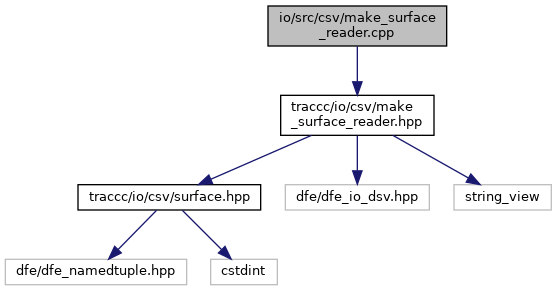 io/src/csv/make_surface
_reader.cpp
traccc/io/csv/make
_surface_reader.hpp
traccc/io/csv/surface.hpp
dfe/dfe_io_dsv.hpp
string_view
dfe/dfe_namedtuple.hpp
cstdint